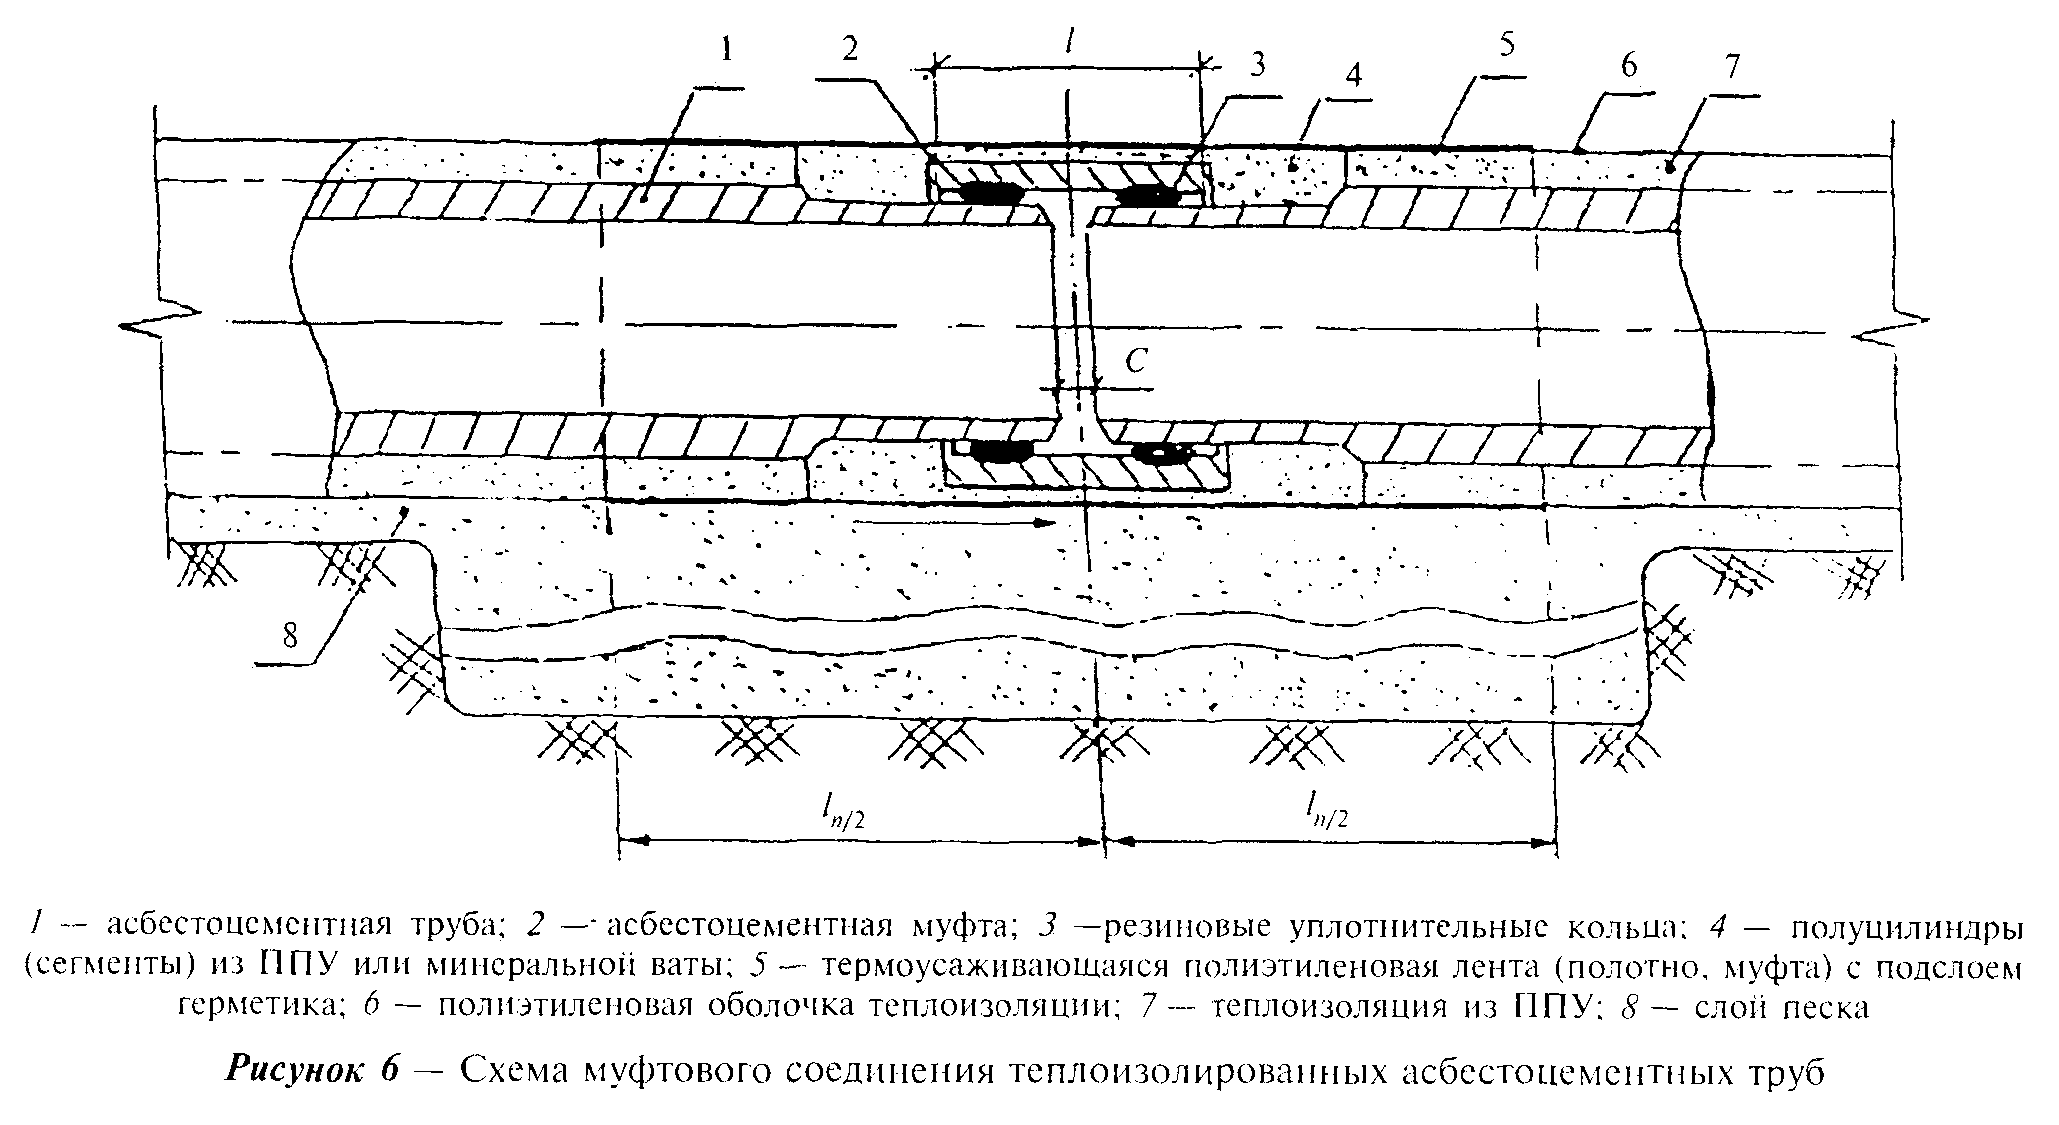 l
1
2
3
4
5
6
7
C
8
l n/2
l n/2
1 — асбестоцементная труба; 2 — асбестоцементная муфта; 3 —резиновые уплотнительные кольца; 4 — полуцилиндры
(сегменты) из ППУ или минеральной ваты; 5 — термоусаживающаяся полиэтиленовая лента (полотно, муфта) с подслоем
герметика; 6 — полиэтиленовая оболочка теплоизоляции; 7 — теплоизоляция из ППУ; 8 — слой песка
Рисунок 6 — Схема муфтового соединения теплоизолированных асбестоцементных труб